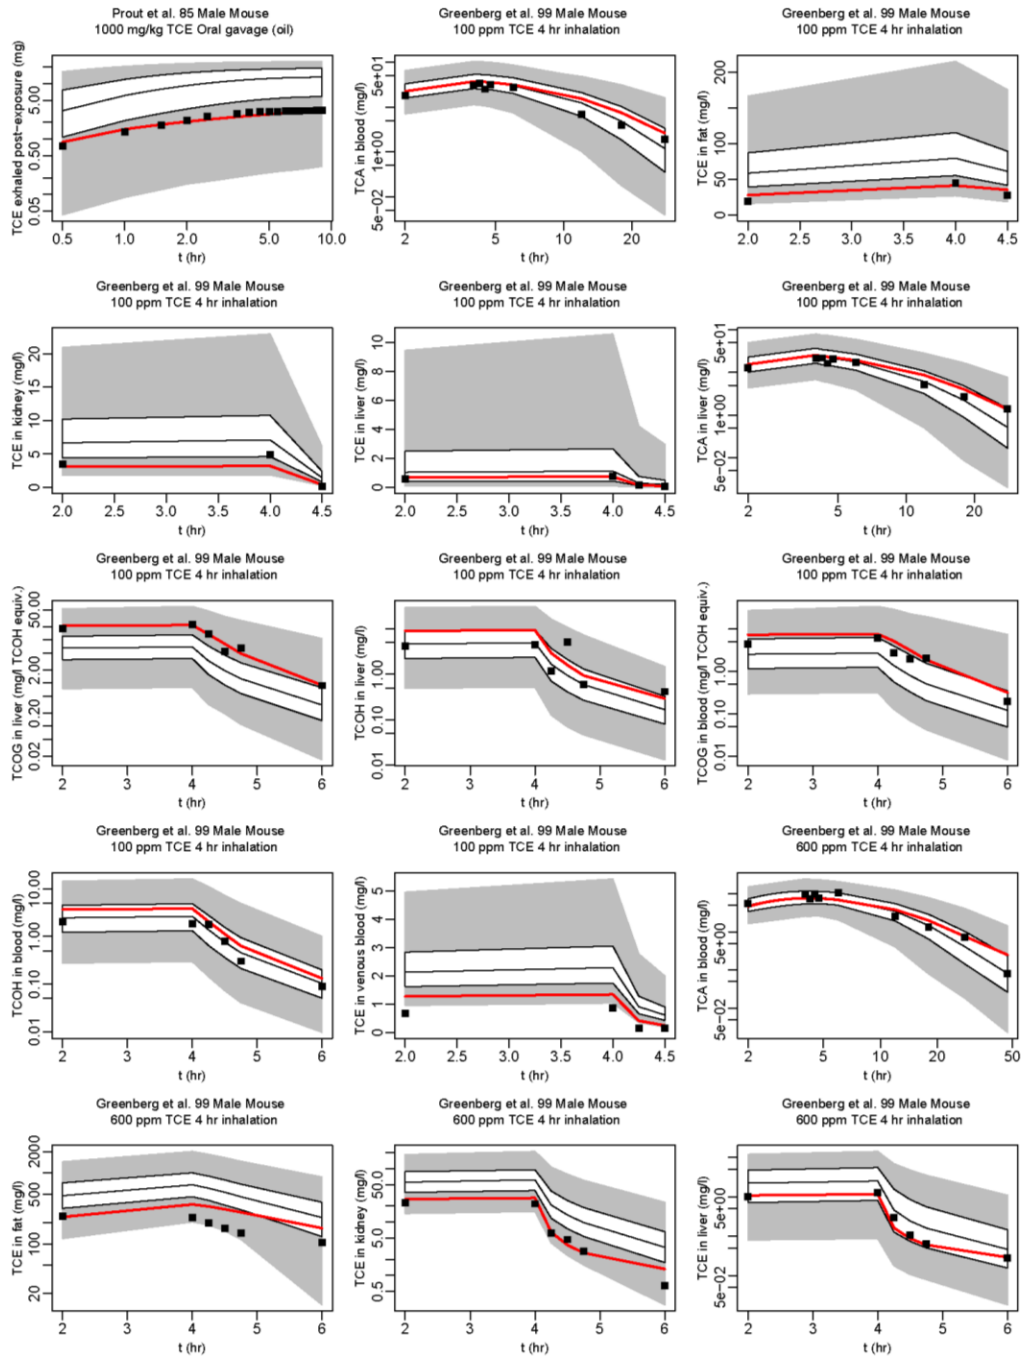 Prout et al. 85 Male Mouse
1000 mg/kg TCE Oral gavage (oil)
TCE exhaled post-exposure (mg)
5.00
0.50
0.05
0.5 1.0 2.0 5.0 10.0
t (hr)
Greenberg et al. 99 Male Mouse
100 ppm TCE 4 hr inhalation
TCA in blood (mg/l)
5e+01
1e+00
5e-02
2 5 10 20
t (hr)
Greenberg et al. 99 Male Mouse
100 ppm TCE 4 hr inhalation
TCE in fat (mg/l)
200
100
50
0
2.0 2.5 3.0 3.5 4.0 4.5
t (hr)
Greenberg et al. 99 Male Mouse
100 ppm TCE 4 hr inhalation
TCE in kidney (mg/l)
20
15
10
5
0
2.0 2.5 3.0 3.5 4.0 4.5
t (hr)
Greenberg et al. 99 Male Mouse
100 ppm TCE 4 hr inhalation
TCE in liver (mg/l)
10
8
6
4
2
0
2.0 2.5 3.0 3.5 4.0 4.5
t (hr)
Greenberg et al. 99 Male Mouse
100 ppm TCE 4 hr inhalation
TCA in liver (mg/l)
5e+01
1e+00
5e-02
2 5 10 20
t (hr)
Greenberg et al. 99 Male Mouse
100 ppm TCE 4 hr inhalation
TCOG in liver (mg/l TCOH equiv.)
50.00
2.00
0.20
0.02
2 3 4 5 6
t (hr)
Greenberg et al. 99 Male Mouse
100 ppm TCE 4 hr inhalation
TCOH in liver (mg/l)
1.00
0.10
0.01
2 3 4 5 6
t (hr)
Greenberg et al. 99 Male Mouse
100 ppm TCE 4 hr inhalation
TCOG in blood (mg/l TCOH equiv.)
1.00
0.10
0.01
2 3 4 5 6
t (hr)
Greenberg et al. 99 Male Mouse
100 ppm TCE 4 hr inhalation
TCOH in blood (mg/l)
10.00
1.00
0.10
0.01
2 3 4 5 6
t (hr)
Greenberg et al. 99 Male Mouse
100 ppm TCE 4 hr inhalation
TCE in venous blood (mg/l)
5
4
3
2
1
0
2.0 2.5 3.0 3.5 4.0 4.5
t (hr)
Greenberg et al. 99 Male Mouse
600 ppm TCE 4 hr inhalation
TCA in blood (mg/l)
5e+00
5e-02
2 5 10 20 50
t (hr)
Greenberg et al. 99 Male Mouse
600 ppm TCE 4 hr inhalation
TCE in fat (mg/l)
2000
500
100
20
2 3 4 5 6
t (hr)
Greenberg et al. 99 Male Mouse
600 ppm TCE 4 hr inhalation
TCE in kidney (mg/l)
50.0
5.0
0.5
2 3 4 5 6
t (hr)
Greenberg et al. 99 Male Mouse
600 ppm TCE 4 hr inhalation
TCE in liver (mg/l)
5e+00
5e-02
2 3 4 5 6
t (hr)